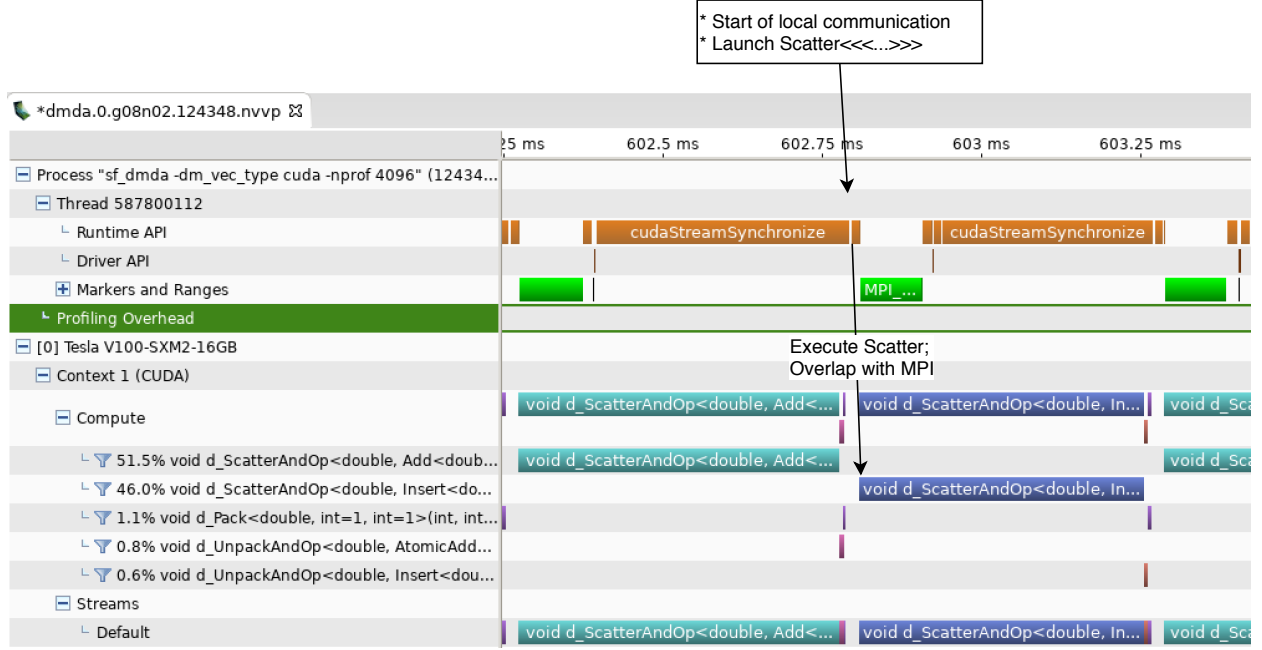 * Start of local communication
* Launch Scatter<<<...>>>
*dmda.0.g08n02.124348.nvvp
25 ms 602.5 ms 602.75 ms 603 ms 603.25 ms
Process "sf_dmda -dm_vec_type cuda -nprof 4096" (12434...
Thread 587800112
Runtime API cudaStreamSynchronize cudaStreamSynchronize
Driver API
Markers and Ranges MPI_...
Profiling Overhead
[0] Tesla V100-SXM2-16GB
Execute Scatter;
Overlap with MPI
Context 1 (CUDA)
void d_ScatterAndOp<double, Add<... void d_ScatterAndOp<double, In... void d_Sca
Compute
51.5% void d_ScatterAndOp<double, Add<doub... void d_ScatterAndOp<double, Add<... void d_Sca
46.0% void d_ScatterAndOp<double, Insert<do... void d_ScatterAndOp<double, In...
1.1% void d_Pack<double, int=1, int=1>(int, int...
0.8% void d_UnpackAndOp<double, AtomicAdd...
0.6% void d_UnpackAndOp<double, Insert<dou...
Streams
Default void d_ScatterAndOp<double, Add<... void d_ScatterAndOp<double, In... void d_Sca